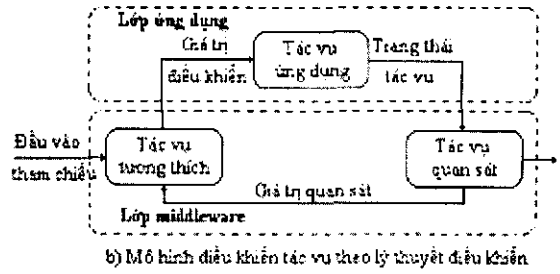 Lớp ứng dụng
Giá trị
điều khiển
Tác vụ
ứng dụng
Trạng thái
tác vụ
Đầu vào
tham chiếu
Tác vụ
tương thích
Tác vụ
quan sát
Giá trị quan sát
Lớp middleware
b) Mô hình điều khiển tác vụ theo lý thuyết điều khiển